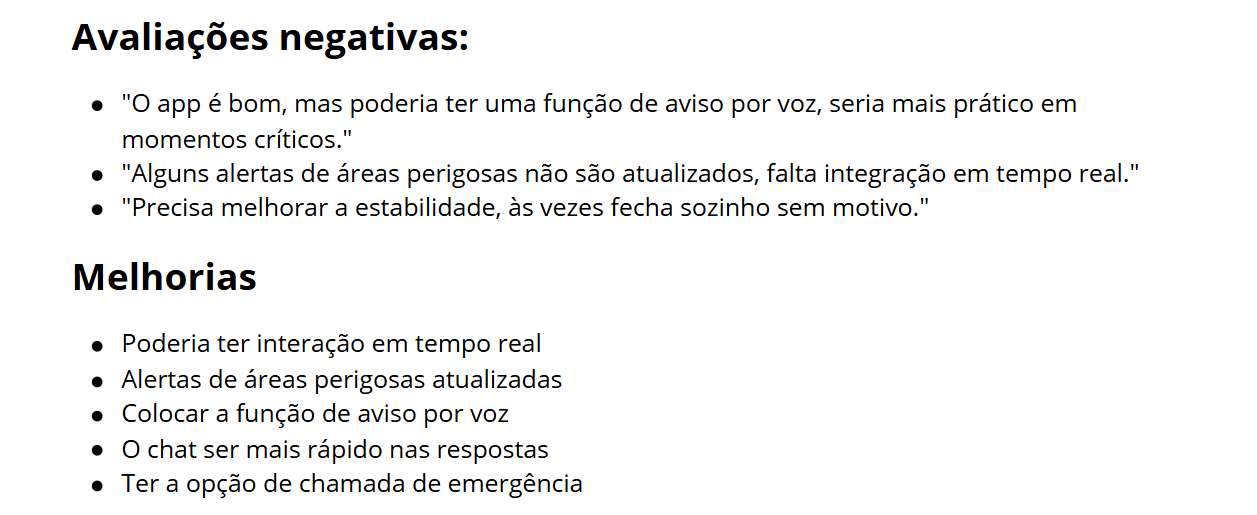 Avaliações negativas:
● "O app é bom, mas poderia ter uma função de aviso por voz, seria mais prático em
momentos críticos."
● "Alguns alertas de áreas perigosas não são atualizados, falta integração em tempo real."
● "Precisa melhorar a estabilidade, às vezes fecha sozinho sem motivo."
Melhorias
● Poderia ter interação em tempo real
● Alertas de áreas perigosas atualizadas
● Colocar a função de aviso por voz
● O chat ser mais rápido nas respostas
● Ter a opção de chamada de emergência